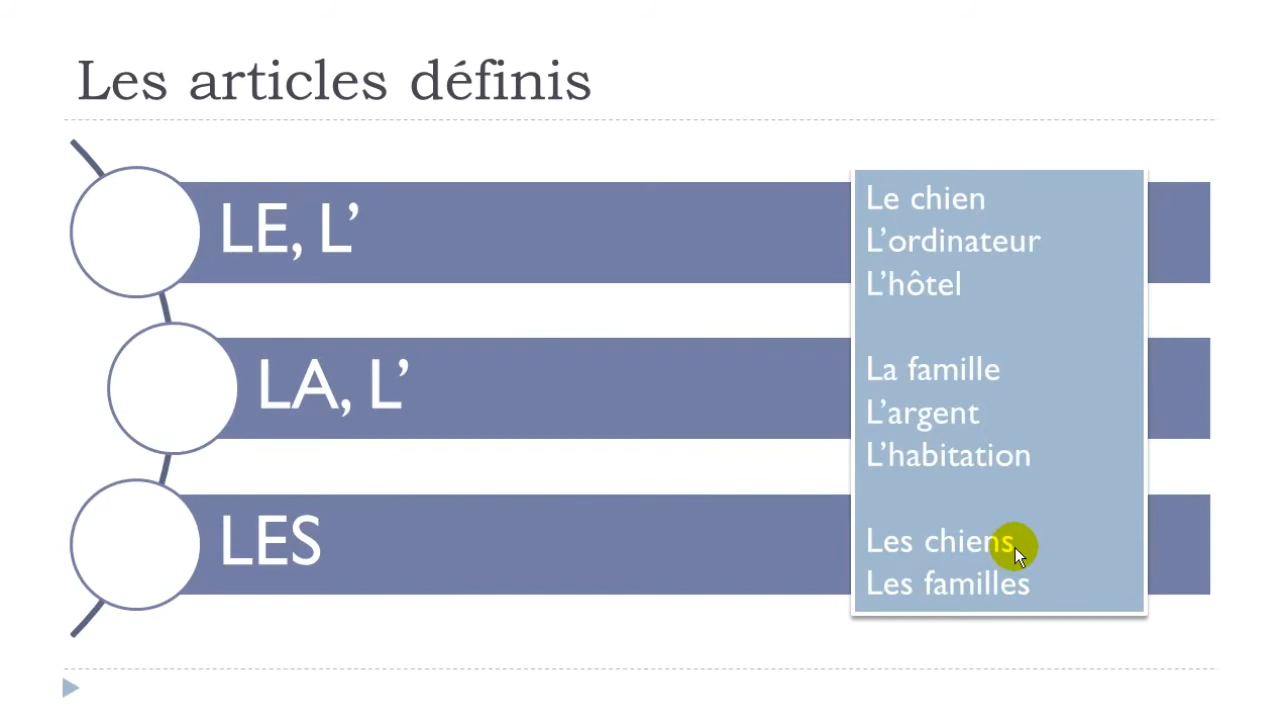 Les articles définis
LE, L’
LA, L’
LES
Le chien
L’ordinateur
L’hôtel
La famille
L’argent
L’habitation
Les chiens
Les familles